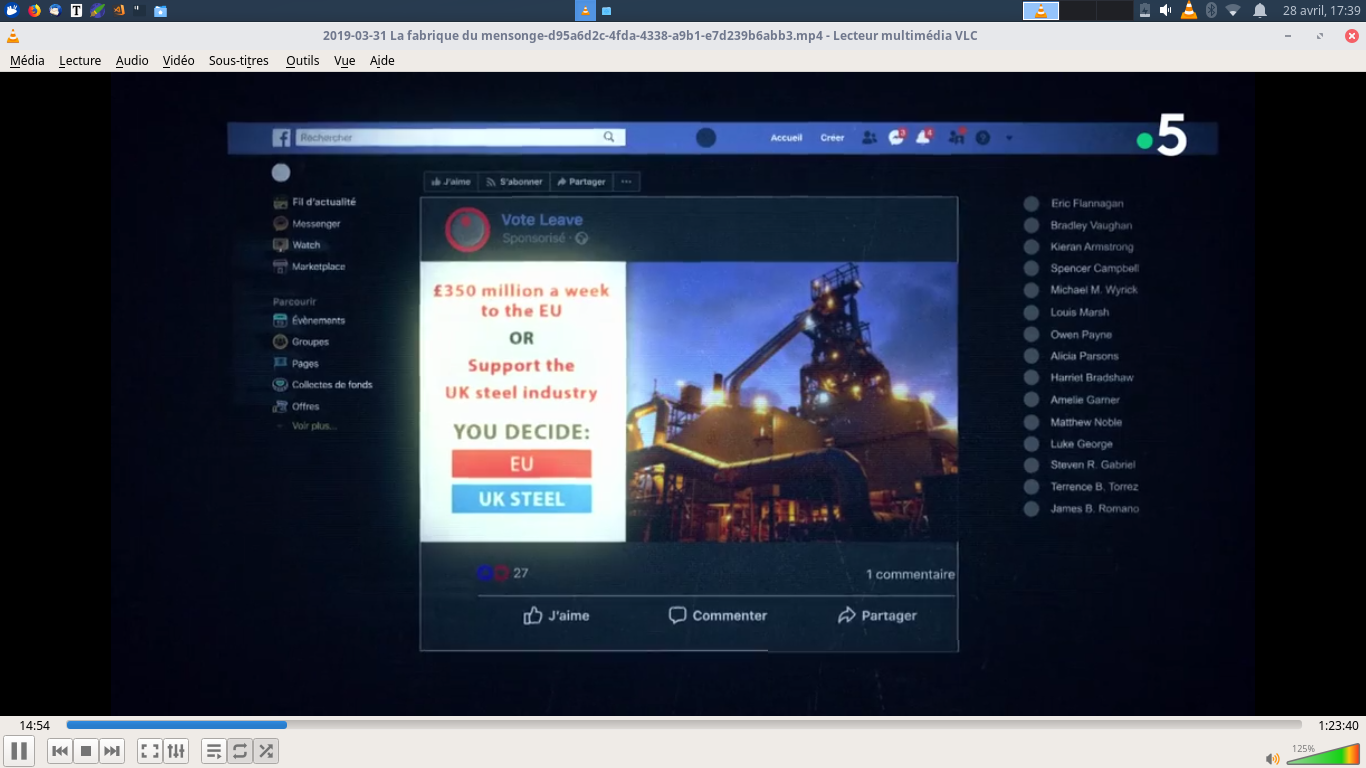 28 avril, 17:39
2019-03-31 La fabrique du mensonge-d95a6d2c-4fda-4338-a9b1-e7d239b6abb3.mp4 - Lecteur multimédia VLC
Média Lecture Audio Vidéo Sous-titres Outils Vue Aide
5
Rechercher
Accueil Créer 3 4
J'aime S'abonner Partager
Fil d'actualité
Messenger
Watch
Marketplace
Parcourir
Évènements
Groupes
Pages
Collectes de fonds
Offres
Voir plus...
Vote Leave
Sponsorisé ·
£350 million a week
to the EU
OR
Support the
UK steel industry
YOU DECIDE:
EU
UK STEEL
27
1 commentaire
J'aime Commenter Partager
Eric Flannagan
Bradley Vaughan
Kieran Armstrong
Spencer Campbell
Michael M. Wyrick
Louis Marsh
Owen Payne
Alicia Parsons
Harriet Bradshaw
Amelie Garner
Matthew Noble
Luke George
Steven R. Gabriel
Terrence B. Torrez
James B. Romano
14:54
1:23:40
125%